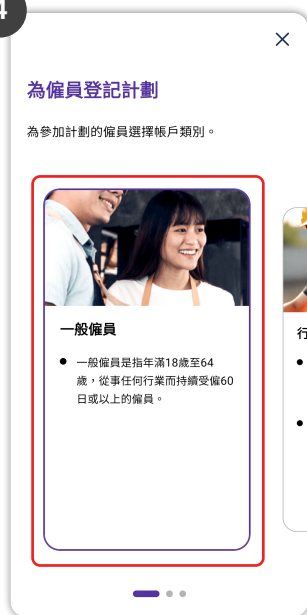 4
為僱員登記計劃
為參加計劃的僱員選擇帳戶類別。
一般僱員
• 一般僱員是指年滿18歲至64
歲，從事任何行業而持續受僱60
日或以上的僱員。
行
•
•